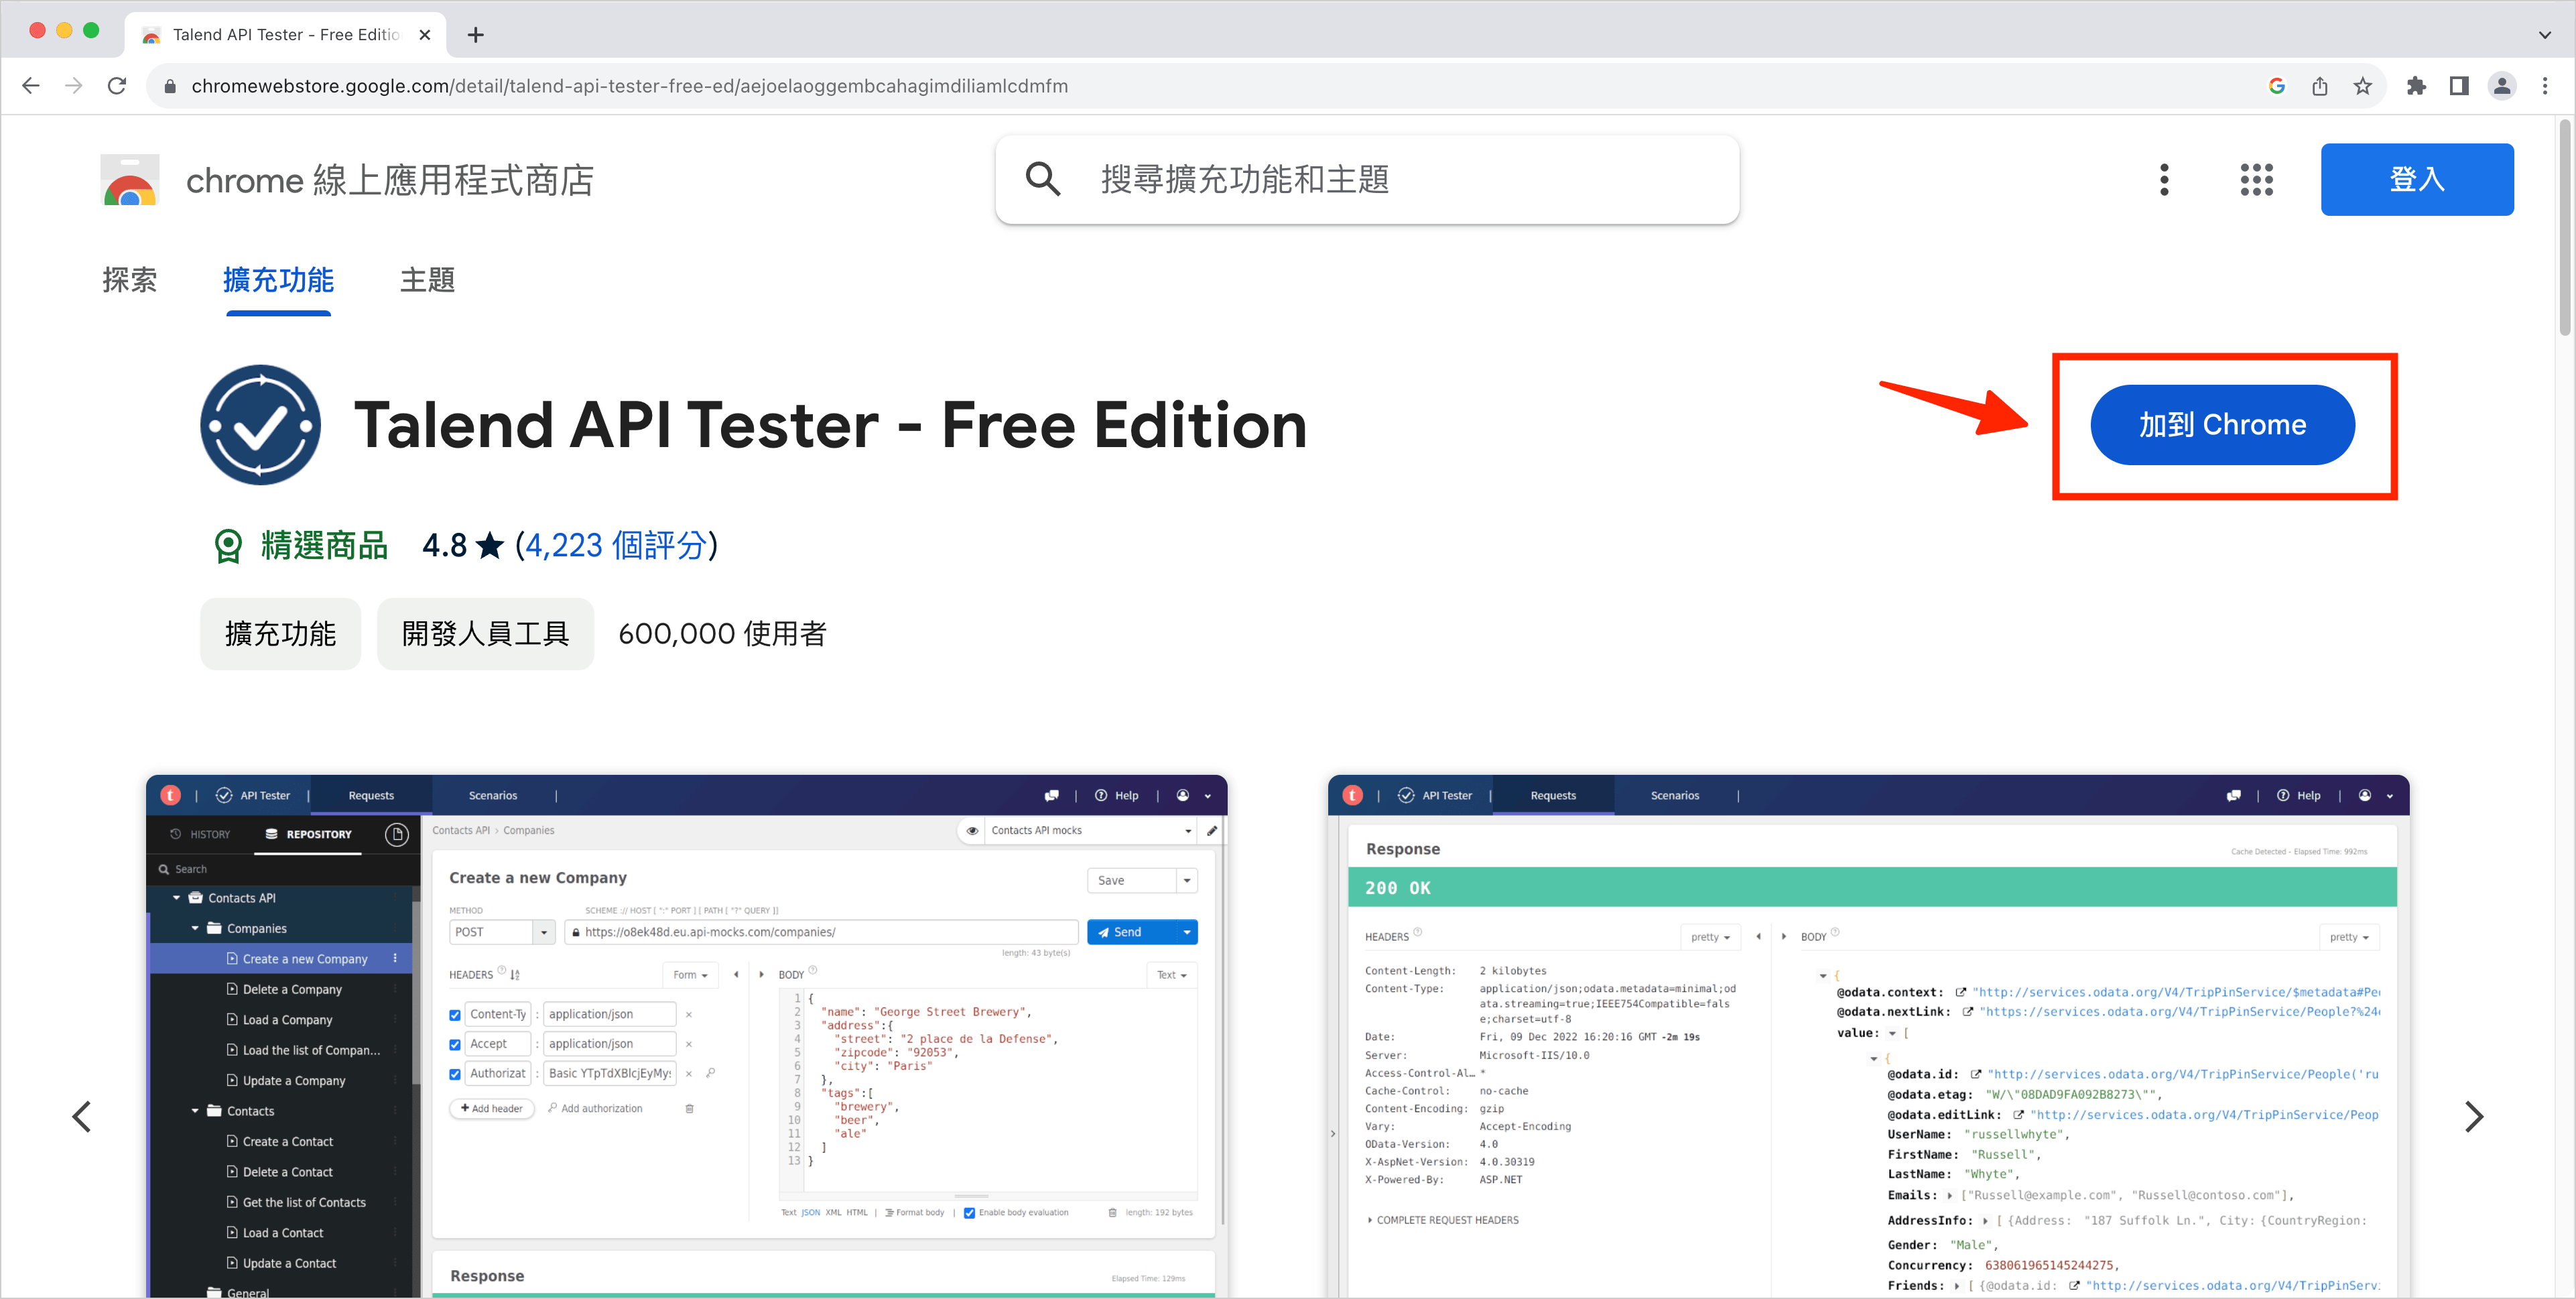 Talend API Tester - Free Editio
chromewebstore.google.com/detail/talend-api-tester-free-ed/aejoelaoggembcahagimdiliamlcdmfm
chrome 線上應用程式商店
搜尋擴充功能和主題
登入
探索
擴充功能
主題
Talend API Tester - Free Edition
加到 Chrome
精選商品
4.8 ★ (4,223 個評分)
擴充功能
開發人員工具
600,000 使用者
API Tester
Requests
Scenarios
Help
HISTORY
REPOSITORY
Search
Contacts API
Companies
Create a new Company
Delete a Company
Load a Company
Load the list of Compan...
Update a Company
Contacts
Create a Contact
Delete a Contact
Get the list of Contacts
Load a Contact
Update a Contact
General
Contacts API › Companies
Contacts API mocks
Create a new Company
Save
METHOD
SCHEME :// HOST [ ":" PORT ] [ PATH [ "?" QUERY ]]
POST
https://o8ek48d.eu.api-mocks.com/companies/
Send
length: 43 byte(s)
HEADERS
Form
BODY
Text
Content-Ty : application/json ×
Accept : application/json ×
Authorizat : Basic YTpTdXBlcjEyMy ×
+ Add header
Add authorization
1 {
2 "name": "George Street Brewery",
3 "address":{
4 "street": "2 place de la Defense",
5 "zipcode": "92053",
6 "city": "Paris"
7 },
8 "tags":[
9 "brewery",
10 "beer",
11 "ale"
12 ]
13 }
Text JSON XML HTML | Format body | Enable body evaluation
length: 192 bytes
Response
Elapsed Time: 129ms
t
API Tester
Requests
Scenarios
Help
Response
Cache Detected - Elapsed Time: 992ms
200 OK
HEADERS
pretty
BODY
pretty
Content-Length: 2 kilobytes
Content-Type: application/json;odata.metadata=minimal;od
ata.streaming=true;IEEE754Compatible=fals
e;charset=utf-8
Date: Fri, 09 Dec 2022 16:20:16 GMT -2m 19s
Server: Microsoft-IIS/10.0
Access-Control-Al... *
Cache-Control: no-cache
Content-Encoding: gzip
Vary: Accept-Encoding
OData-Version: 4.0
X-AspNet-Version: 4.0.30319
X-Powered-By: ASP.NET
COMPLETE REQUEST HEADERS
{
@odata.context: "http://services.odata.org/V4/TripPinService/$metadata#Peo
@odata.nextLink: "https://services.odata.org/V4/TripPinService/People?%24
value: [
{
@odata.id: "http://services.odata.org/V4/TripPinService/People('ru
@odata.etag: "W/\"08DAD9FA092B8273\"",
@odata.editLink: "http://services.odata.org/V4/TripPinService/Peop
UserName: "russellwhyte",
FirstName: "Russell",
LastName: "Whyte",
Emails: ["Russell@example.com", "Russell@contoso.com"],
AddressInfo: [ {Address: "187 Suffolk Ln.", City: {CountryRegion:
Gender: "Male",
Concurrency: 638061965145244275,
Friends: [ {@odata.id: "http://services.odata.org/V4/TripPinServi